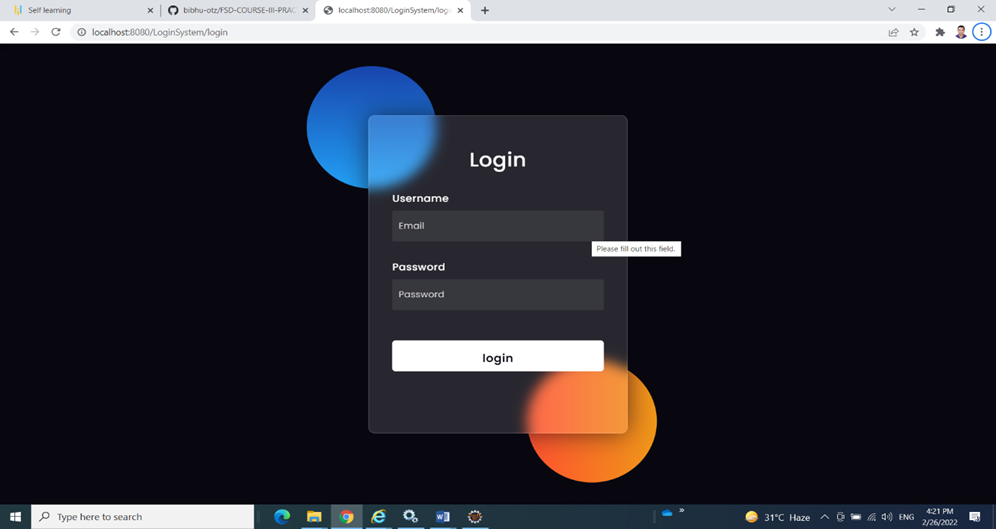 Self learning
bibhu-otz/FSD-COURSE-III-PRAC
localhost:8080/LoginSystem/log
localhost:8080/LoginSystem/login
Login
Username
Email
Please fill out this field.
Password
Password
login
Type here to search
31°C Haze
ENG
4:21 PM
2/26/2022